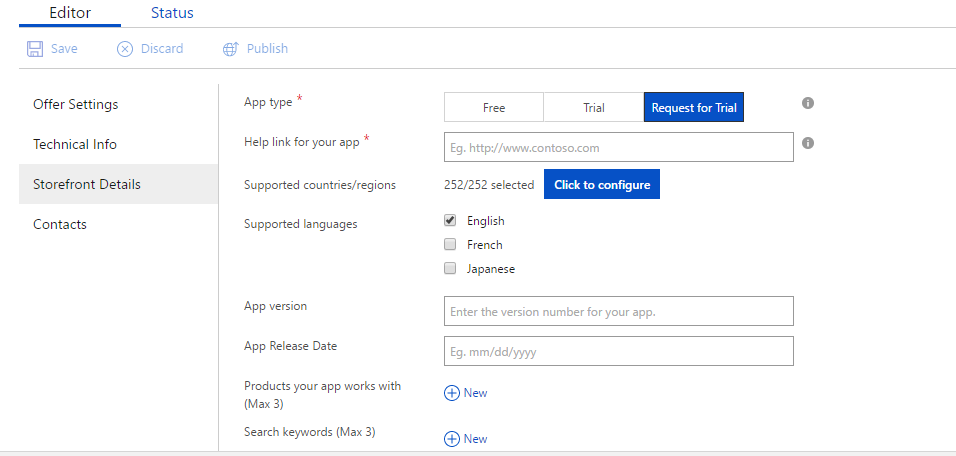 Editor Status
Save Discard Publish
Offer Settings
Technical Info
Storefront Details
Contacts
App type * Free Trial Request for Trial
Help link for your app * Eg. http://www.contoso.com
Supported countries/regions 252/252 selected Click to configure
Supported languages English
French
Japanese
App version Enter the version number for your app.
App Release Date Eg. mm/dd/yyyy
Products your app works with
(Max 3) New
Search keywords (Max 3) New